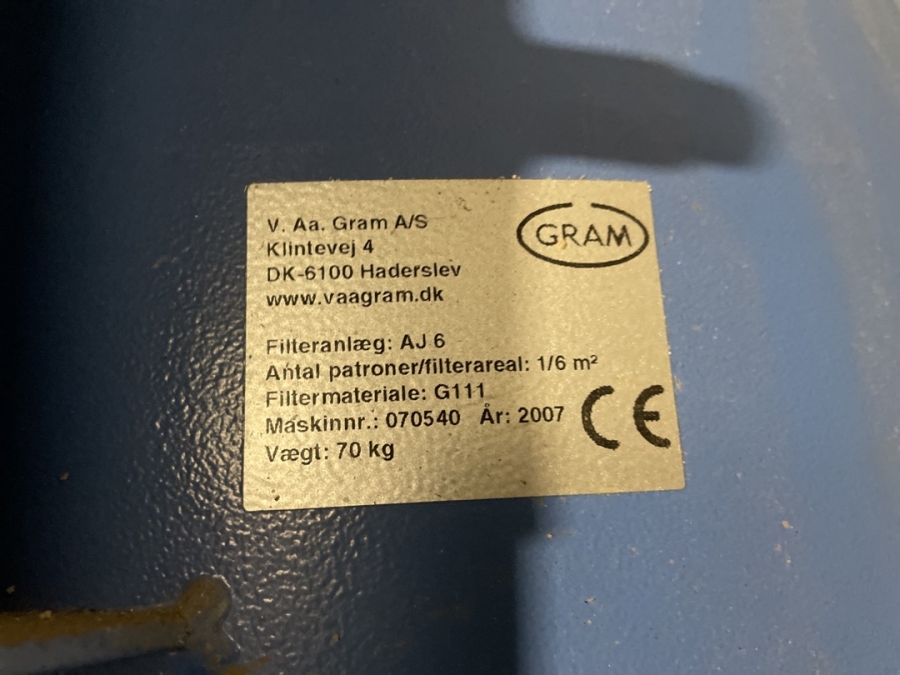 V. Aa. Gram A/S
Klintevej 4
DK-6100 Haderslev
www.vaagram.dk
GRAM
Filteranlæg: AJ 6
Antal patroner/filterareal: 1/6 m²
Filtermateriale: G111
Maskinnr.: 070540 År: 2007
Vægt: 70 kg
CE